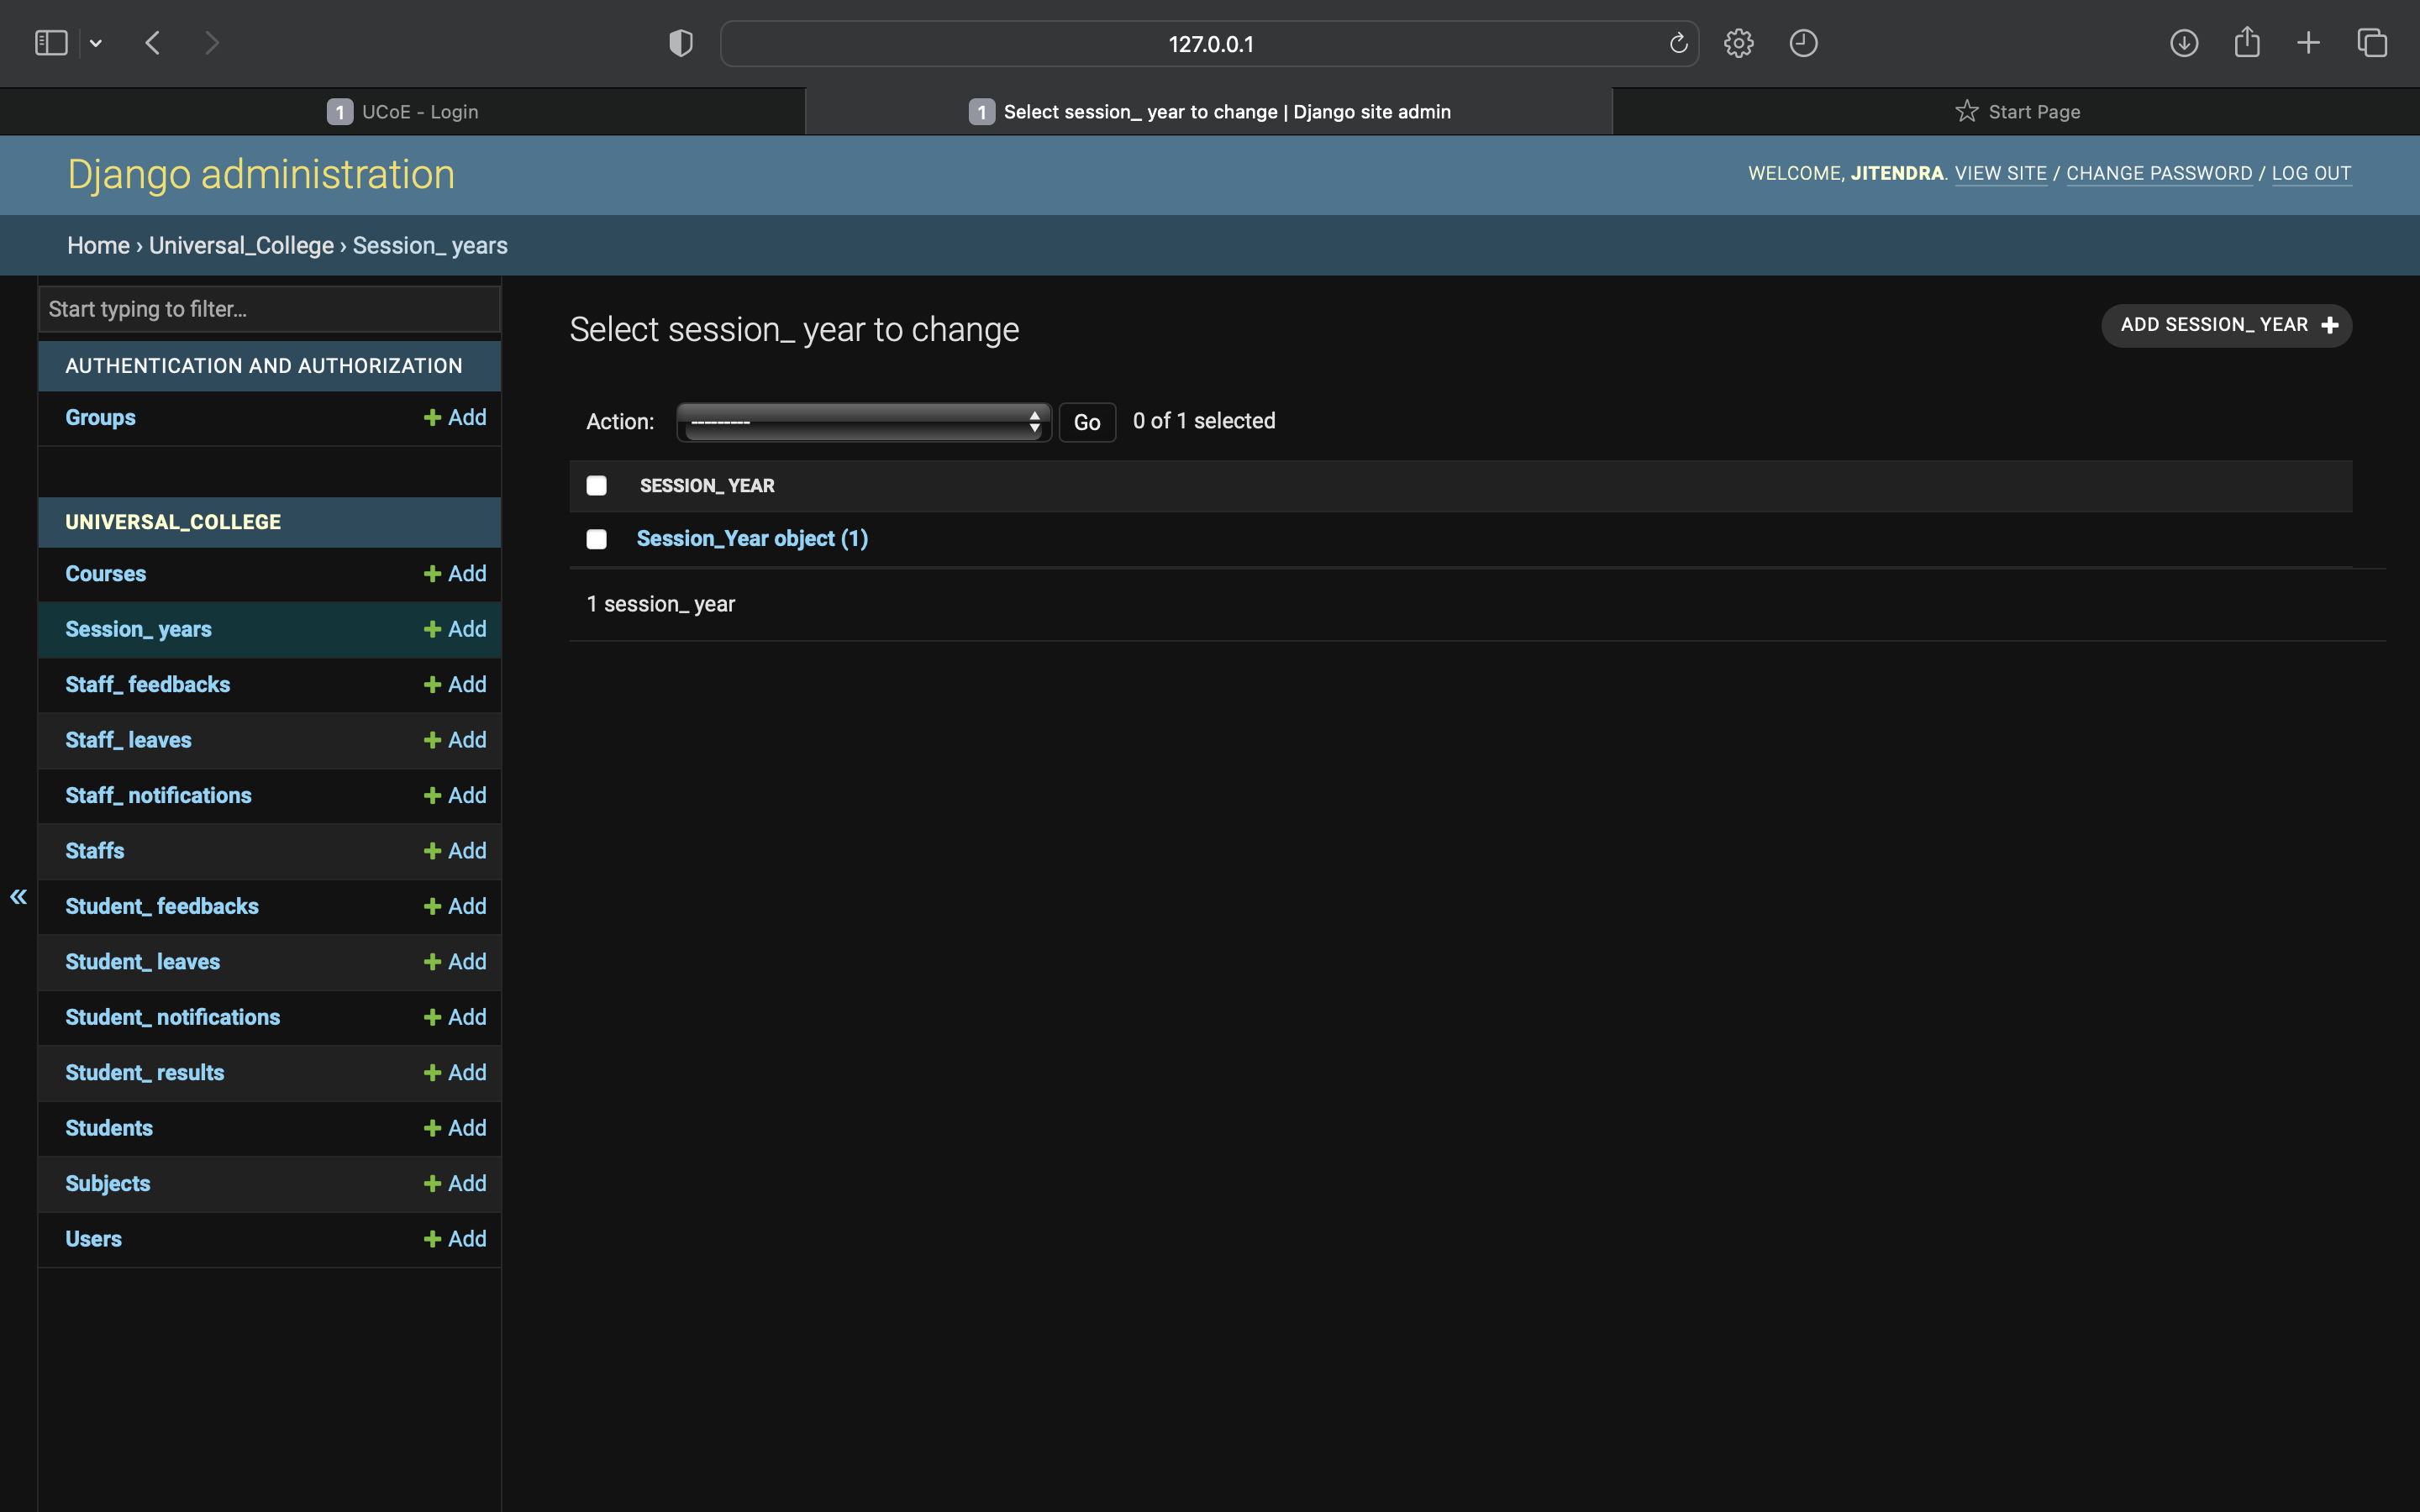 127.0.0.1
1 UCoE - Login
1 Select session_ year to change | Django site admin
Start Page
Django administration
WELCOME, JITENDRA. VIEW SITE / CHANGE PASSWORD / LOG OUT
Home › Universal_College › Session_ years
Start typing to filter...
AUTHENTICATION AND AUTHORIZATION
Groups + Add
UNIVERSAL_COLLEGE
Courses + Add
Session_ years + Add
Staff_ feedbacks + Add
Staff_ leaves + Add
Staff_ notifications + Add
Staffs + Add
Student_ feedbacks + Add
Student_ leaves + Add
Student_ notifications + Add
Student_ results + Add
Students + Add
Subjects + Add
Users + Add
«
Select session_ year to change
ADD SESSION_ YEAR +
Action: --------- Go 0 of 1 selected
SESSION_ YEAR
Session_Year object (1)
1 session_ year